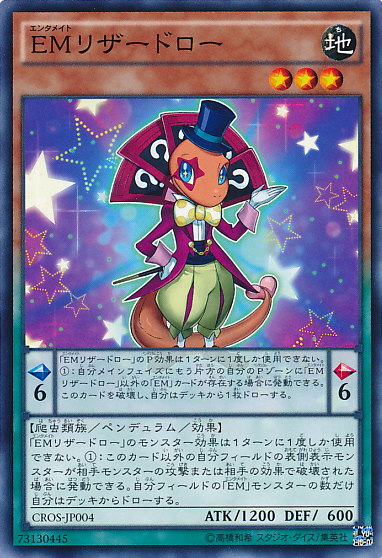 エンタメイト
EMリザードロー
ち
地
? ? ?
6
「EMリザードロー」のP効果は1ターンに1度しか使用できない。
①：自分メインフェイズにもう片方の自分のPゾーンに「EM
リザードロー」以外の「EM」カードが存在する場合に発動できる。
このカードを破壊し、自分はデッキから1枚ドローする。
6
【爬虫類族／ペンデュラム／効果】
「EMリザードロー」のモンスター効果は1ターンに1度しか使用
できない。①：このカード以外の自分フィールドの表側表示モン
スターが相手モンスターの攻撃または相手の効果で破壊された
場合に発動できる。自分フィールドの「EM」モンスターの数だけ
自分はデッキからドローする。
CROS-JP004
ATK/1200 DEF/ 600
73130445
©高橋和希 スタジオ・ダイス/集英社